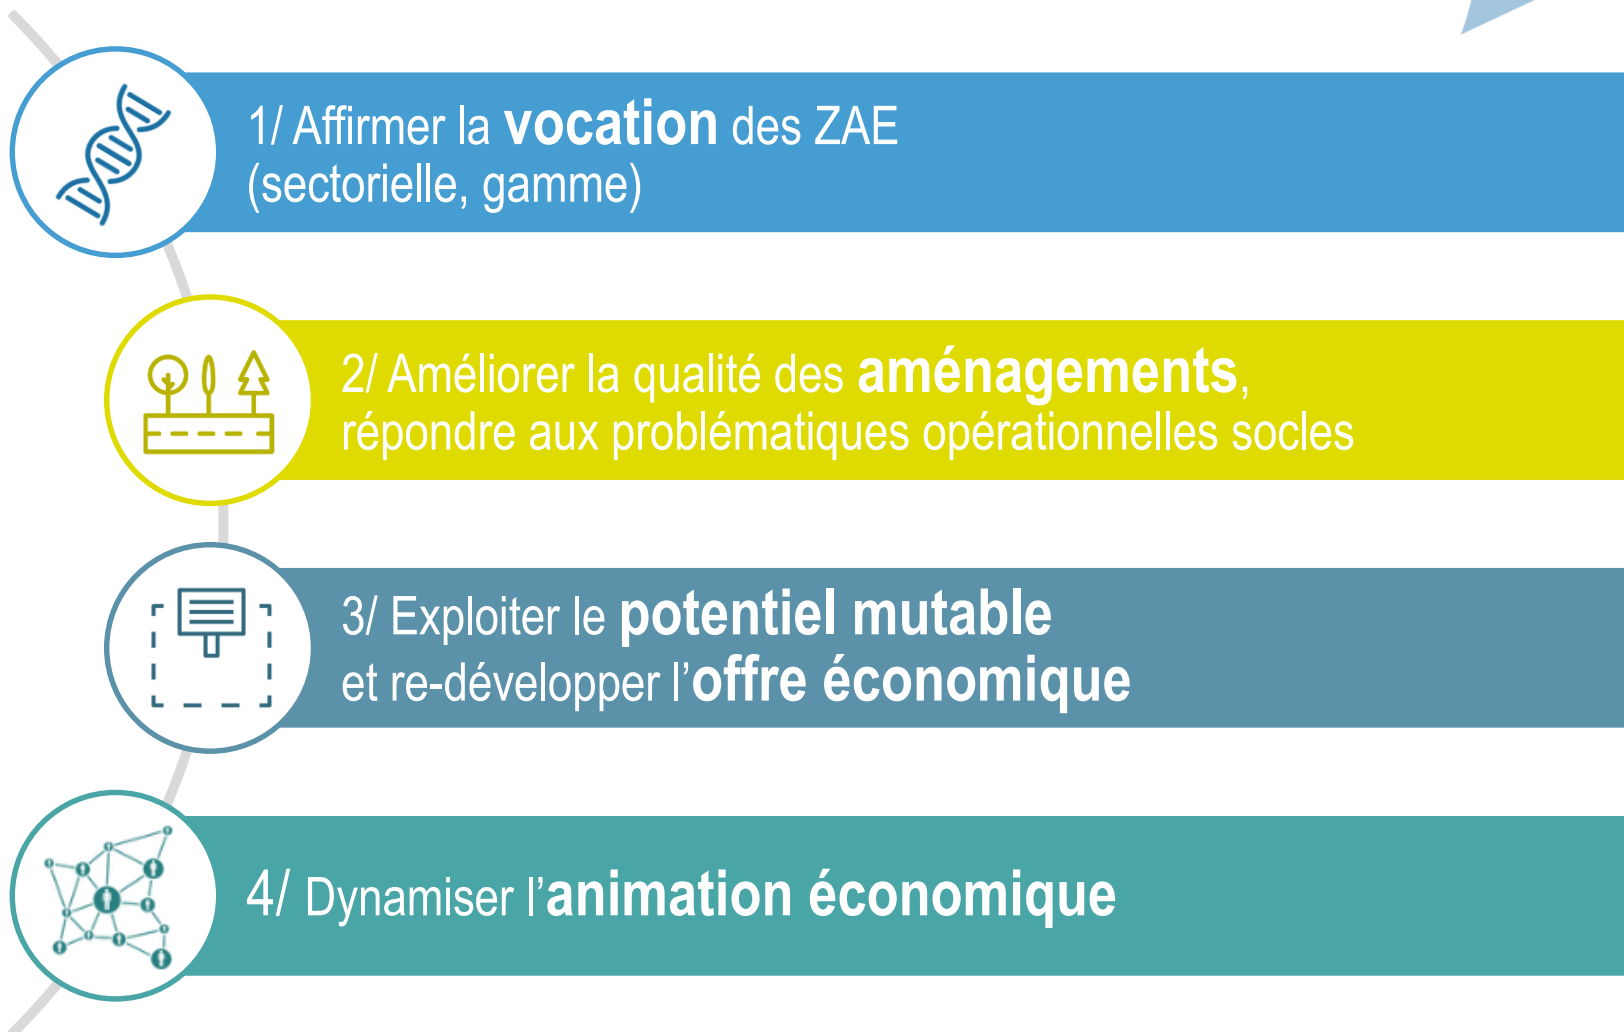 1/ Affirmer la vocation des ZAE
(sectorielle, gamme)
2/ Améliorer la qualité des aménagements,
répondre aux problématiques opérationnelles socles
3/ Exploiter le potentiel mutable
et re-développer l’offre économique
4/ Dynamiser l’animation économique